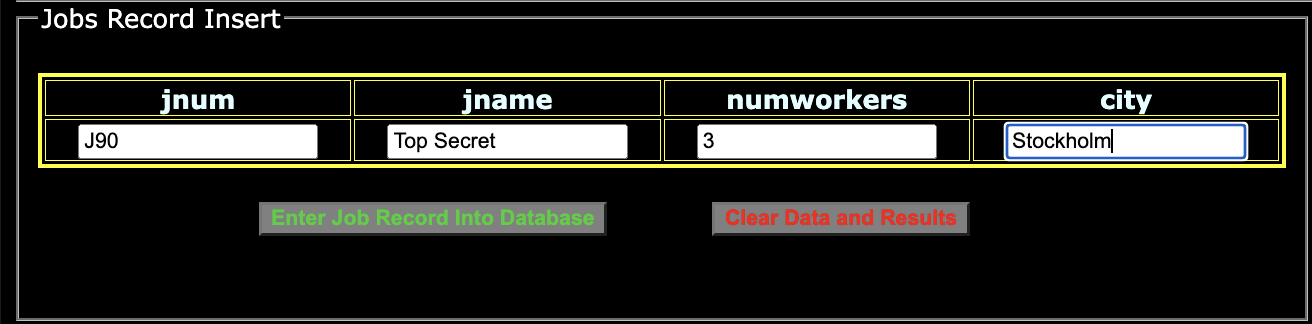 Jobs Record Insert
jnum jname numworkers city
J90 Top Secret 3 Stockholm
Enter Job Record Into Database Clear Data and Results